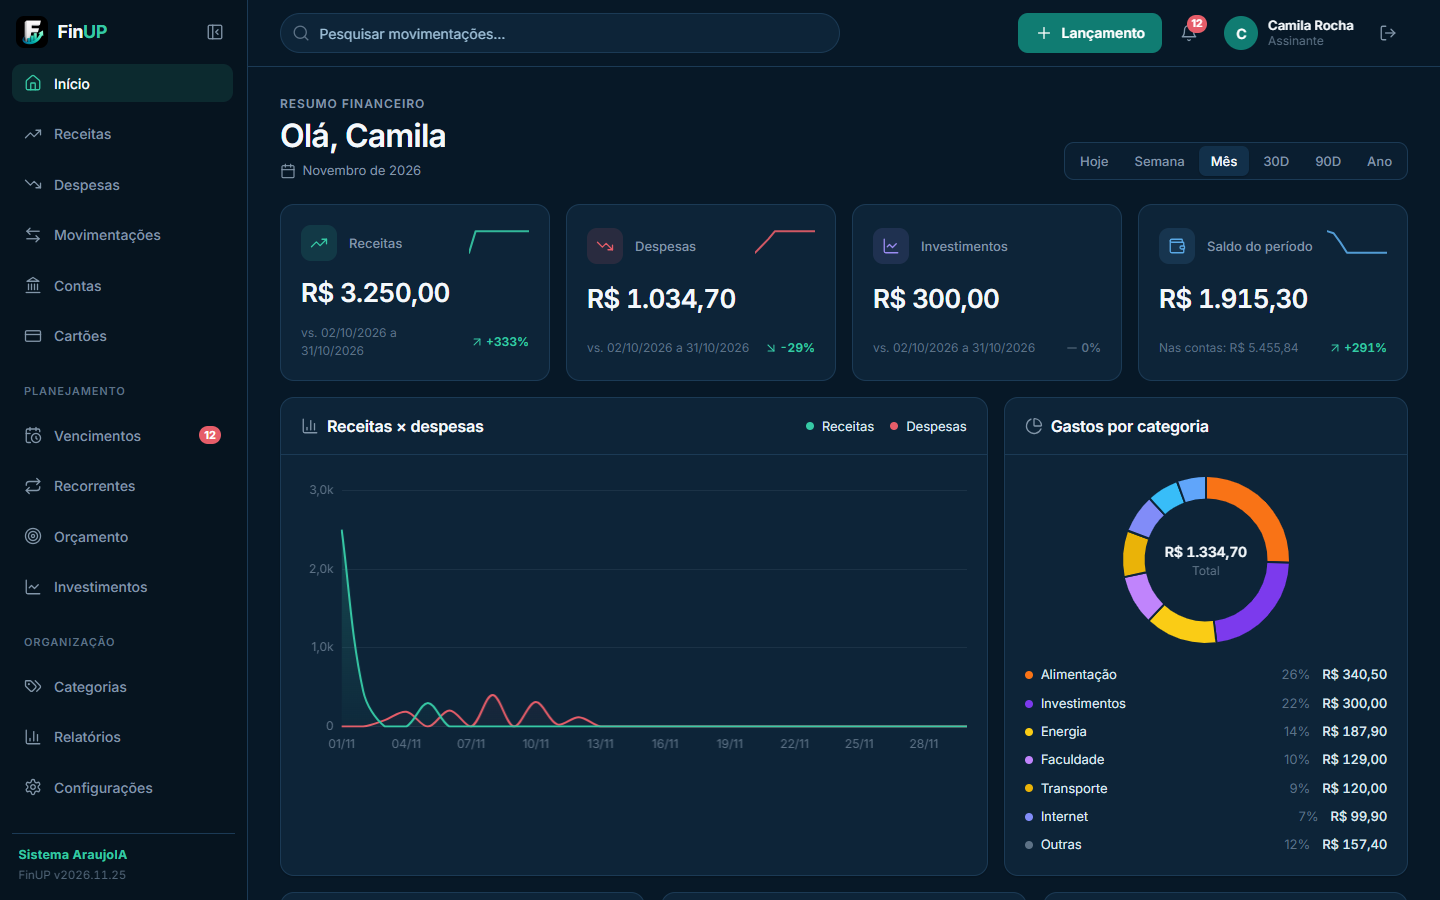 FinUP
Pesquisar movimentações...
Lançamento
12
C
Camila Rocha
Assinante
Início
Receitas
Despesas
Movimentações
Contas
Cartões
PLANEJAMENTO
Vencimentos
12
Recorrentes
Orçamento
Investimentos
ORGANIZAÇÃO
Categorias
Relatórios
Configurações
Sistema AraujoIA
FinUP v2026.11.25
RESUMO FINANCEIRO
Olá, Camila
Novembro de 2026
Hoje Semana Mês 30D 90D Ano
Receitas
R$ 3.250,00
vs. 02/10/2026 a
31/10/2026
+333%
Despesas
R$ 1.034,70
vs. 02/10/2026 a 31/10/2026
-29%
Investimentos
R$ 300,00
vs. 02/10/2026 a 31/10/2026
0%
Saldo do período
R$ 1.915,30
Nas contas: R$ 5.455,84
+291%
Receitas × despesas
Receitas Despesas
3,0k
2,0k
1,0k
0
01/11 04/11 07/11 10/11 13/11 16/11 19/11 22/11 25/11 28/11
Gastos por categoria
R$ 1.334,70
Total
Alimentação 26% R$ 340,50
Investimentos 22% R$ 300,00
Energia 14% R$ 187,90
Faculdade 10% R$ 129,00
Transporte 9% R$ 120,00
Internet 7% R$ 99,90
Outras 12% R$ 157,40